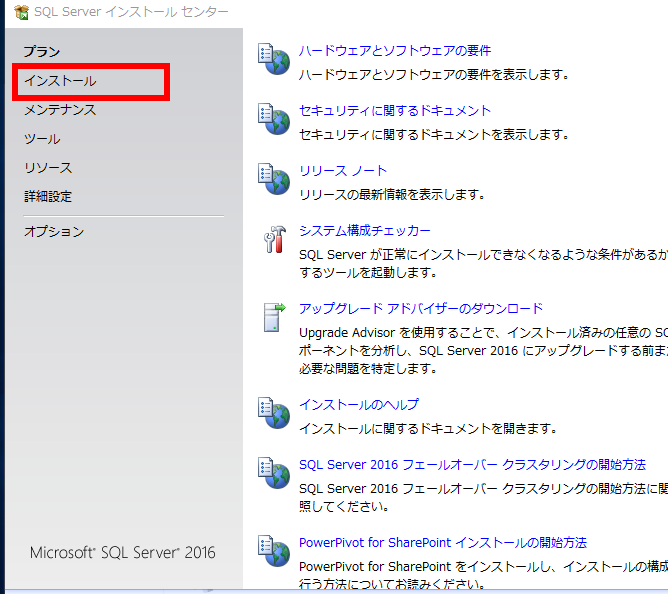 SQL Server インストール センター
プラン
インストール
メンテナンス
ツール
リソース
詳細設定
オプション
Microsoft® SQL Server® 2016
ハードウェアとソフトウェアの要件
ハードウェアとソフトウェアの要件を表示します。
セキュリティに関するドキュメント
セキュリティに関するドキュメントを表示します。
リリース ノート
リリースの最新情報を表示します。
システム構成チェッカー
SQL Server が正常にインストールできなくなるような条件があるか
するツールを起動します。
アップグレード アドバイザーのダウンロード
Upgrade Advisor を使用することで、インストール済みの任意の SQ
ポーネントを分析し、SQL Server 2016 にアップグレードする前ま
必要な問題を特定します。
インストールのヘルプ
インストールに関するドキュメントを開きます。
SQL Server 2016 フェールオーバー クラスタリングの開始方法
SQL Server 2016 フェールオーバー クラスタリングの開始方法に関
照してください。
PowerPivot for SharePoint インストールの開始方法
PowerPivot for SharePoint をインストールし、インストールの構成
行う方法についてお読みください。